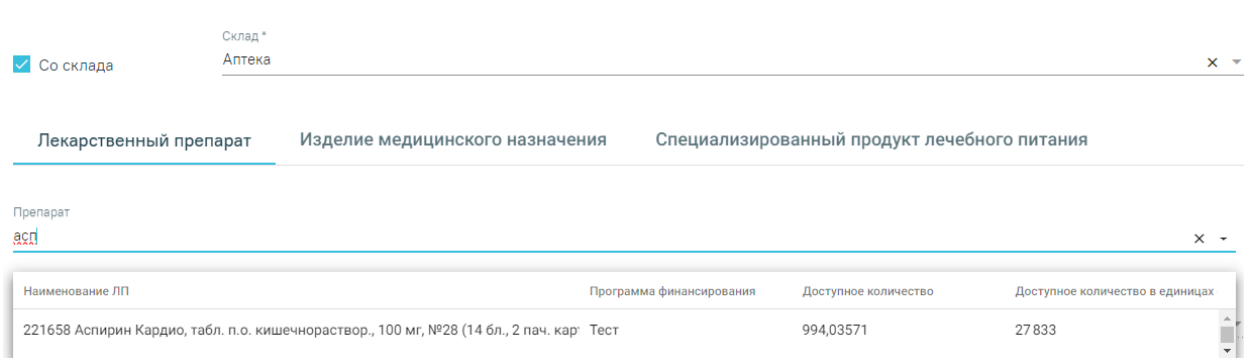 Склад *
Со склада
Аптека
Лекарственный препарат Изделие медицинского назначения Специализированный продукт лечебного питания
Препарат
асп
Наименование ЛП Программа финансирования Доступное количество Доступное количество в единицах
221658 Аспирин Кардио, табл. п.о. кишечнораствор., 100 мг, №28 (14 бл., 2 пач. кар Тест 994,03571 27 833